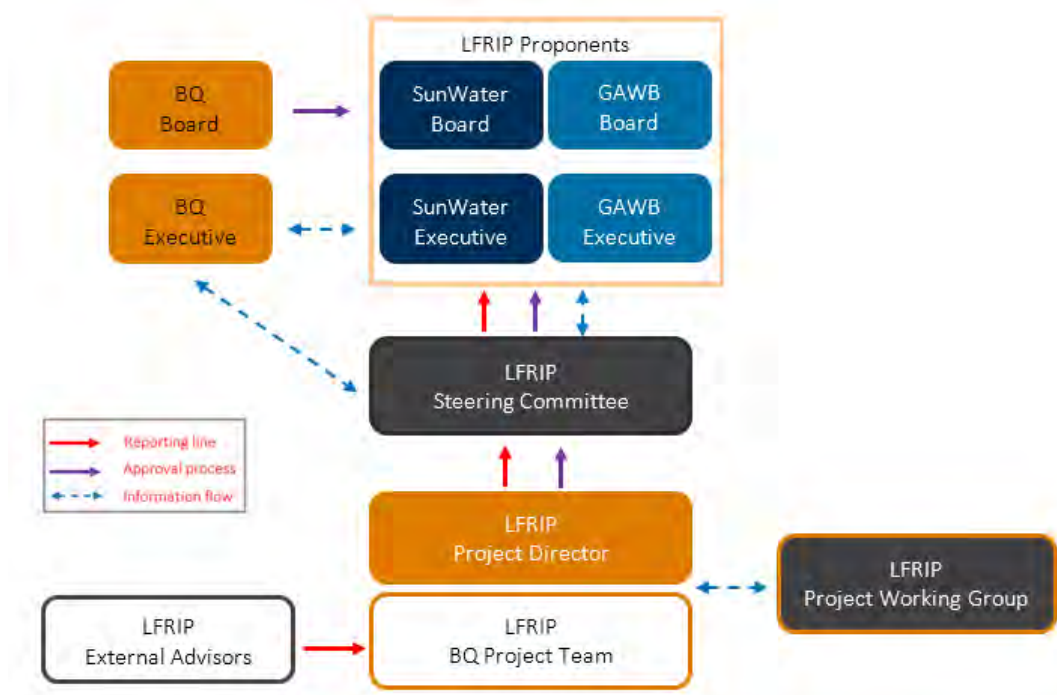 LFRIP Proponents
BQ
Board
SunWater
Board
GAWB
Board
BQ
Executive
SunWater
Executive
GAWB
Executive
LFRIP
Steering Committee
Reporting line
Approval process
Information flow
LFRIP
Project Director
LFRIP
Project Working Group
LFRIP
External Advisors
LFRIP
BQ Project Team